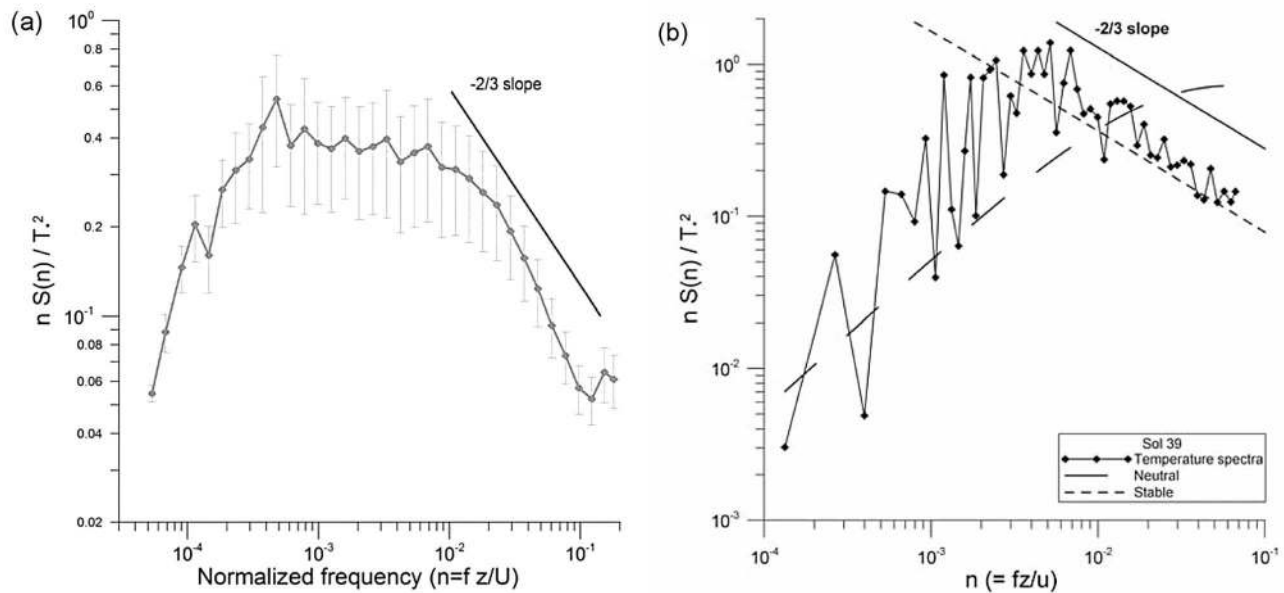 (a)
n S(n) / T*²
T.⁰
0.8
0.6
0.4
0.2
10⁻¹
0.8
0.6
0.06
0.04
0.02
-2/3 slope
10⁻⁴
10⁻³
10⁻²
10⁻¹
Normalized frequency (n=f z/U)
(b)
n S(n) / T.²
10⁰
10⁻¹
10⁻²
10⁻³
-2/3 slope
Sol 39
Temperature spectra
Neutral
Stable
10⁻⁴
10⁻³
10⁻²
10⁻¹
n (= fz/u)